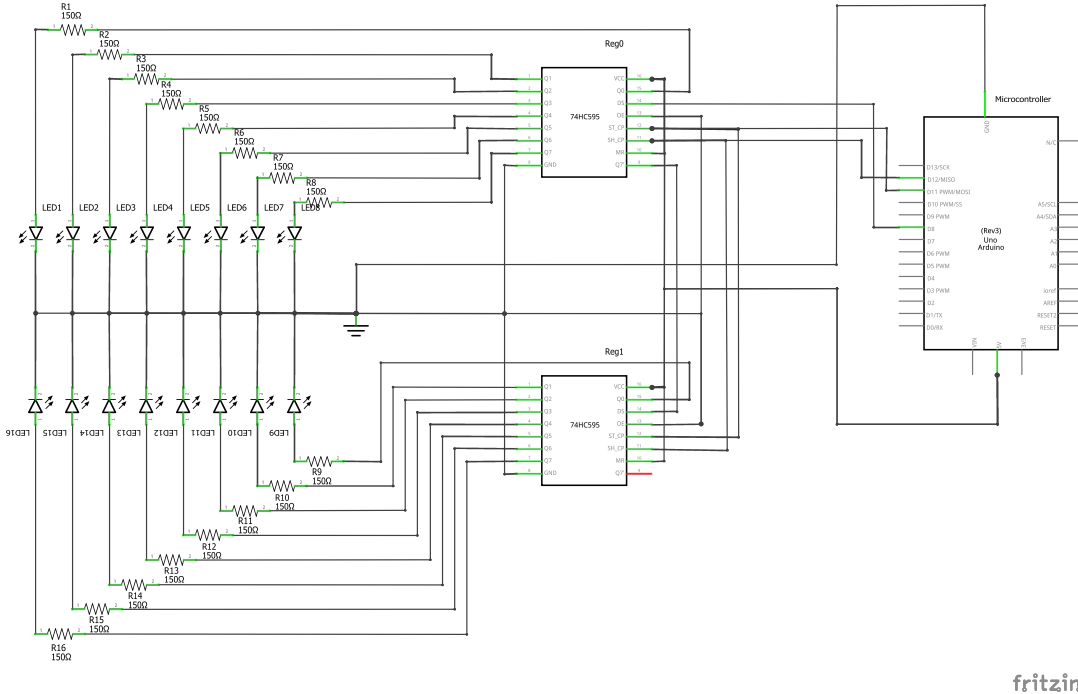 R1
150Ω
R2
150Ω
R3
150Ω
R4
150Ω
R5
150Ω
R6
150Ω
R7
150Ω
R8
150Ω
LED1
LED2
LED3
LED4
LED5
LED6
LED7
LED8
Reg0
74HC595
Q1
Q2
Q3
Q4
Q5
Q6
Q7
GND
VCC
Q0
DS
OE
ST_CP
SH_CP
MR
Q7'
Microcontroller
GND
N/C
D13/SCK
D12/MISO
D11 PWM/MOSI
D10 PWM/SS
D9 PWM
D8
D7
D6 PWM
D5 PWM
D4
D3 PWM
D2
D1/TX
D0/RX
(Rev3)
Uno
Arduino
A5/SCL
A4/SDA
A3
A2
A1
A0
ioref
AREF
RESET2
RESET
VIN
5V
3V3
Reg1
74HC595
Q1
Q2
Q3
Q4
Q5
Q6
Q7
GND
VCC
Q0
DS
OE
ST_CP
SH_CP
MR
Q7'
LED16
LED15
LED14
LED13
LED12
LED11
LED10
LED9
R9
150Ω
R10
150Ω
R11
150Ω
R12
150Ω
R13
150Ω
R14
150Ω
R15
150Ω
R16
150Ω
fritzin